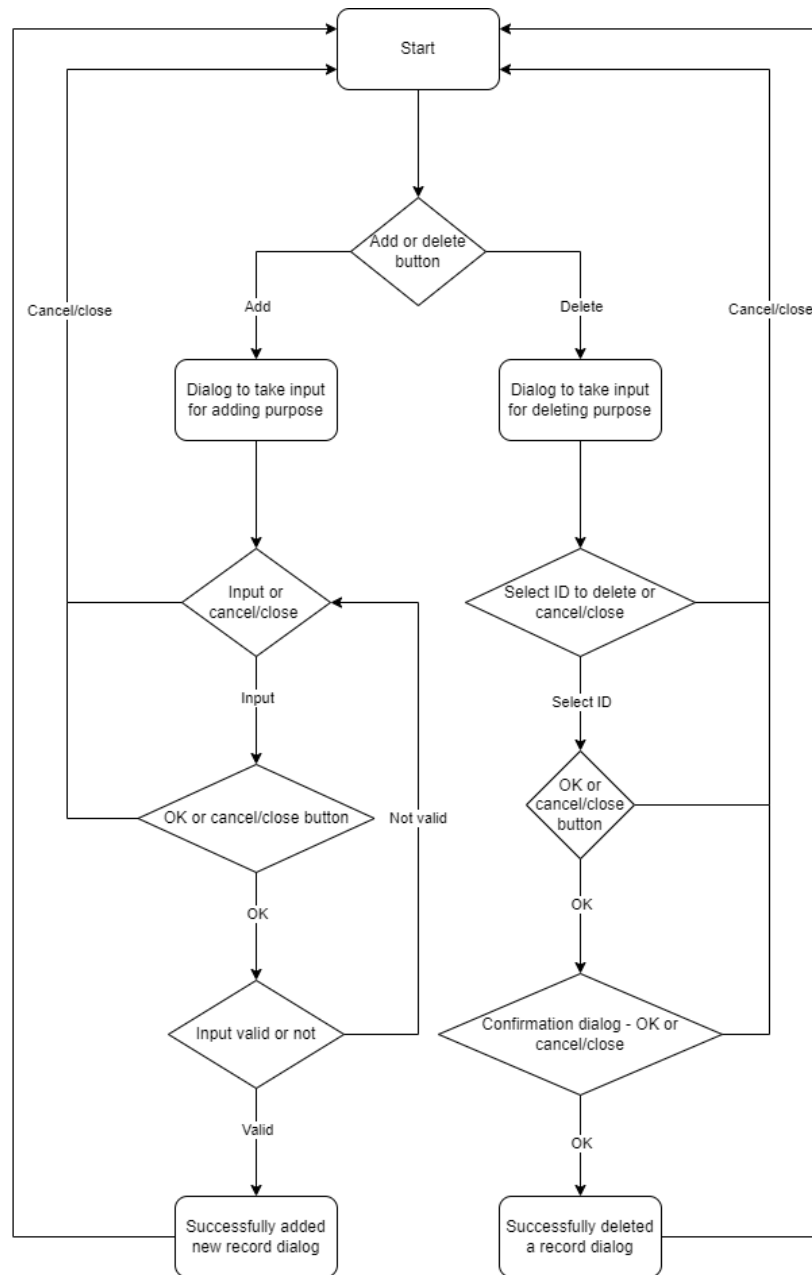 Start
Add or delete
button
Cancel/close
Add
Delete
Cancel/close
Dialog to take input
for adding purpose
Dialog to take input
for deleting purpose
Input or
cancel/close
Select ID to delete or
cancel/close
Input
Select ID
OK or cancel/close button
Not valid
OK or
cancel/close
button
OK
OK
Input valid or not
Confirmation dialog - OK or
cancel/close
Valid
OK
Successfully added
new record dialog
Successfully deleted
a record dialog